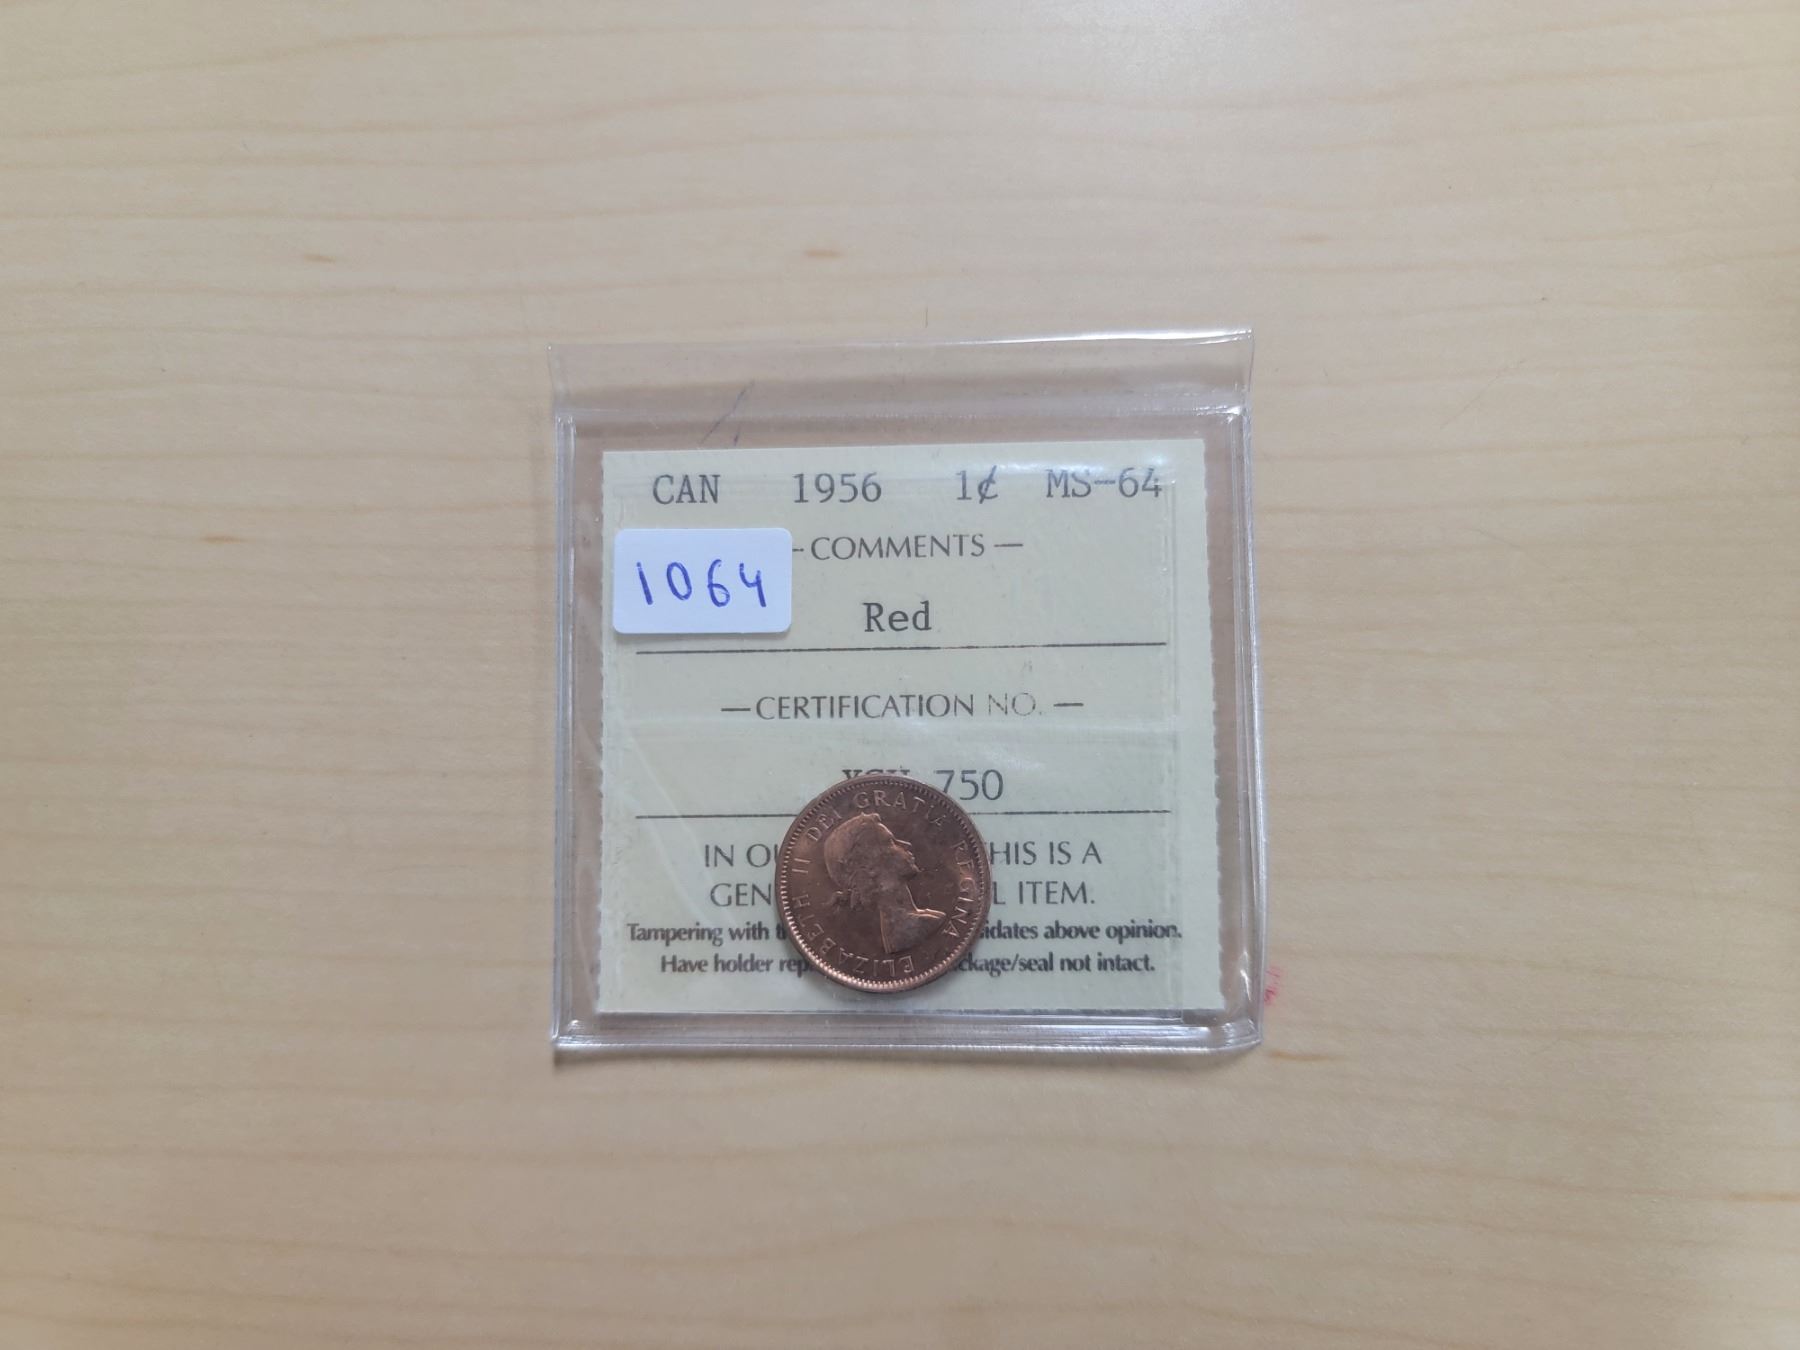 CAN 1956 1¢ MS-64
- COMMENTS —
1064
Red
— CERTIFICATION NO. —
750
IN HIS IS A
GEN L ITEM.
Tampering with idates above opinion.
Have holder rep ckage/seal not intact.
ELIZABETH II DEI GRATIA REGINA